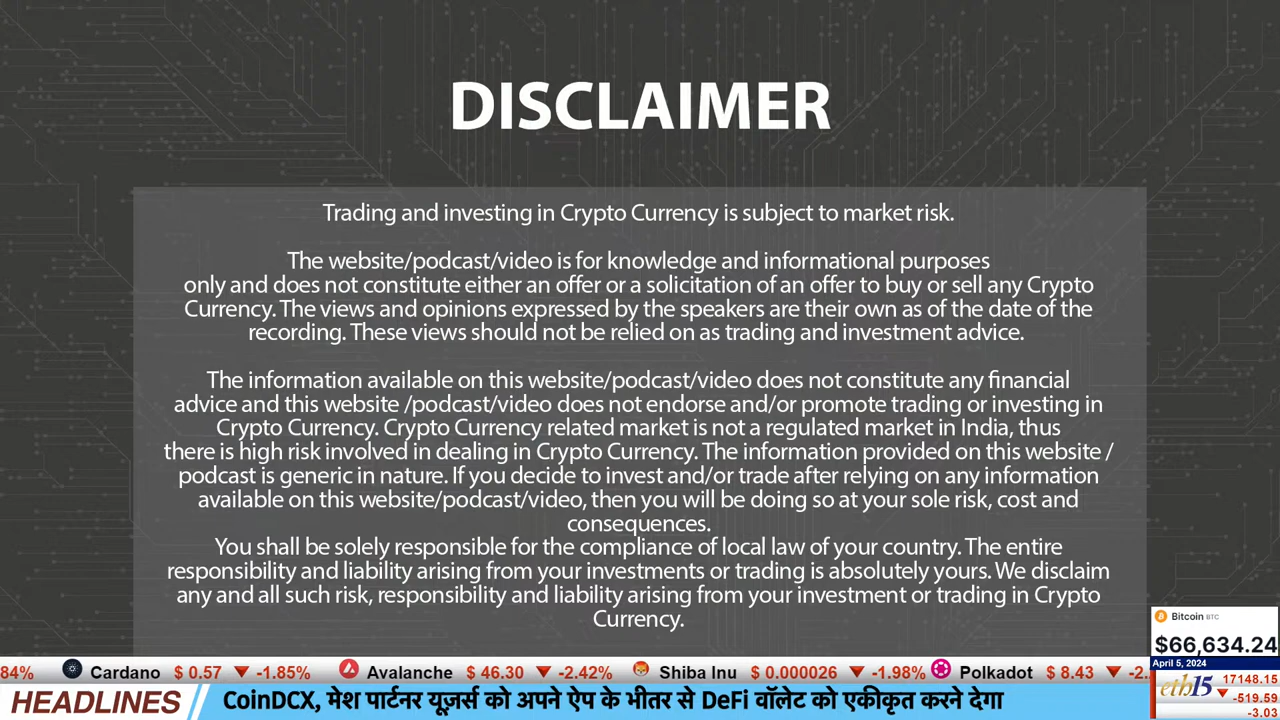 DISCLAIMER
Trading and investing in Crypto Currency is subject to market risk.
The website/podcast/video is for knowledge and informational purposes
only and does not constitute either an offer or a solicitation of an offer to buy or sell any Crypto
Currency. The views and opinions expressed by the speakers are their own as of the date of the
recording. These views should not be relied on as trading and investment advice.
The information available on this website/podcast/video does not constitute any financial
advice and this website /podcast/video does not endorse and/or promote trading or investing in
Crypto Currency. Crypto Currency related market is not a regulated market in India, thus
there is high risk involved in dealing in Crypto Currency. The information provided on this website /
podcast is generic in nature. If you decide to invest and/or trade after relying on any information
available on this website/podcast/video, then you will be doing so at your sole risk, cost and
consequences.
You shall be solely responsible for the compliance of local law of your country. The entire
responsibility and liability arising from your investments or trading is absolutely yours. We disclaim
any and all such risk, responsibility and liability arising from your investment or trading in Crypto
Currency.
Bitcoin BTC
$66,634.24
84% Cardano $ 0.57 -1.85% Avalanche $ 46.30 -2.42% Shiba Inu $ 0.000026 -1.98% Polkadot $ 8.43 -2.
April 5, 2024
eth15 17148.15
-519.59
-3.03
HEADLINES CoinDCX, मेश पार्टनर यूज़र्स को अपने ऐप के भीतर से DeFi वॉलेट को एकीकृत करने देगा